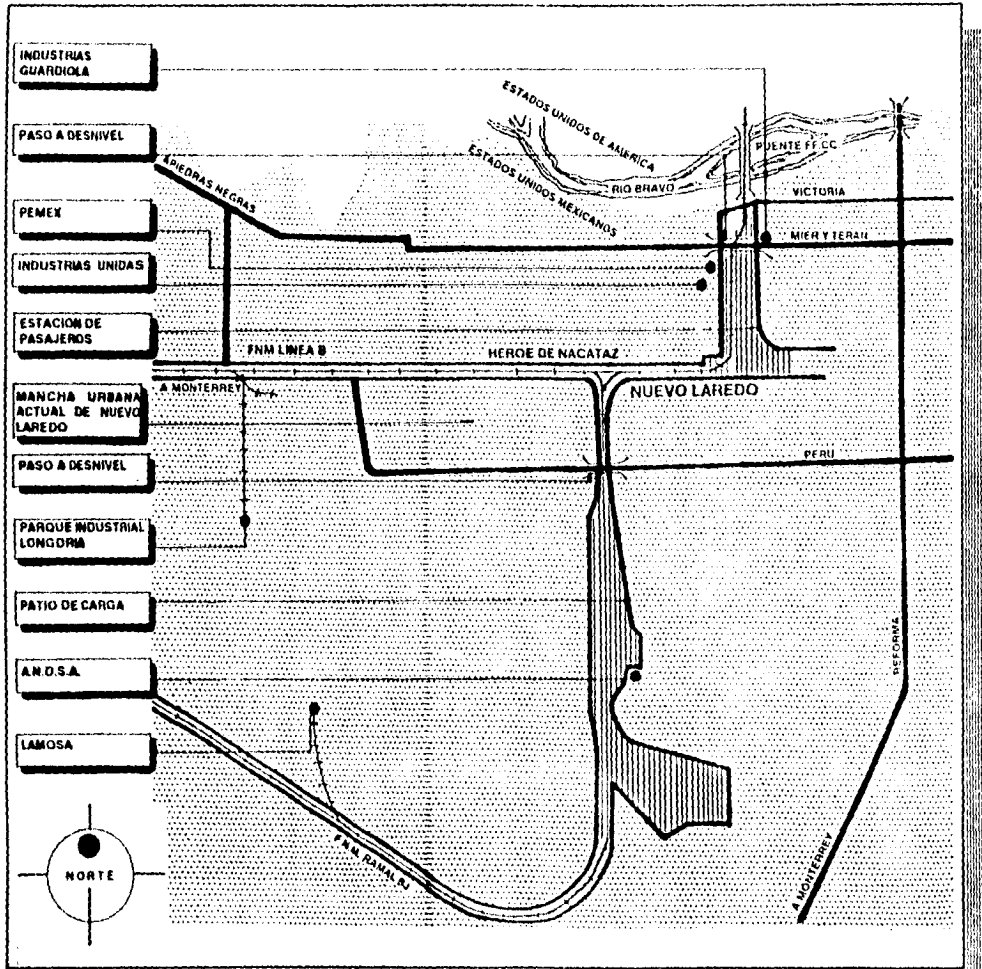 INDUSTRIAS
GUARDIOLA
PASO A DESNIVEL
PEMEX
INDUSTRIAS UNIDAS
ESTACION DE
PASAJEROS
MANCHA URBANA
ACTUAL DE NUEVO
LAREDO
PASO A DESNIVEL
PARQUE INDUSTRIAL
LONGORIA
PATIO DE CARGA
A.N.D.S.A.
LAMOSA
NORTE
ESTADOS UNIDOS DE AMERICA
ESTADOS UNIDOS MEXICANOS
RIO BRAVO
PUENTE FF.CC
VICTORIA
MIER Y TERAN
A PIEDRAS NEGRAS
FNM LINEA B
HEROE DE NACATAZ
A MONTERREY
NUEVO LAREDO
PERU
REFORMA
F.N.M. RAMAL BJ
A MONTERREY